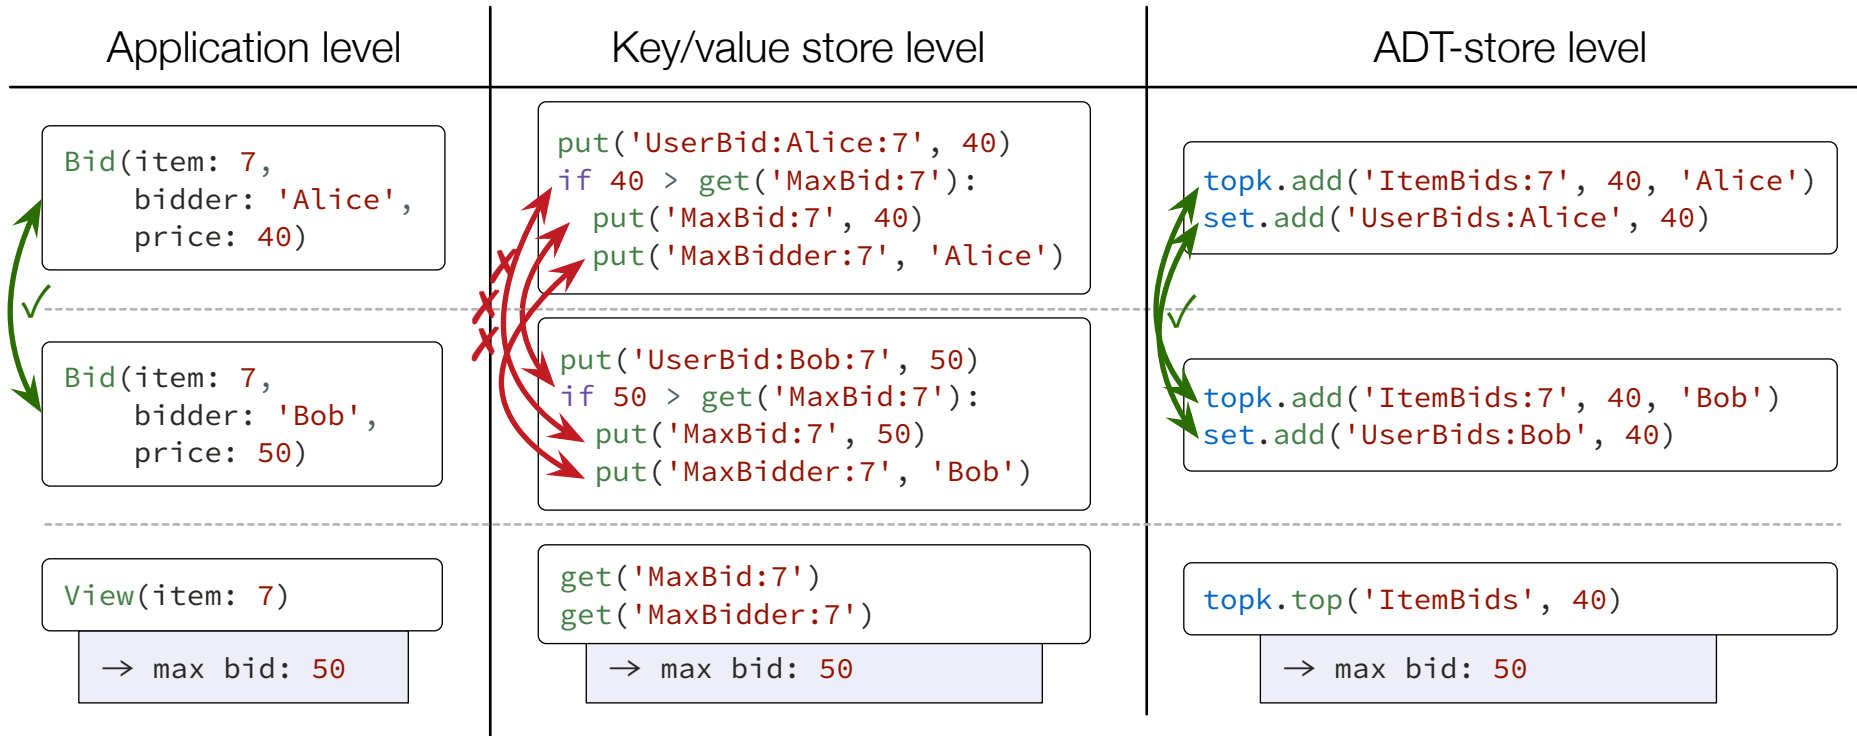 Application level
Key/value store level
ADT-store level
Bid(item: 7,
bidder: 'Alice',
price: 40)
put('UserBid:Alice:7', 40)
if 40 > get('MaxBid:7'):
put('MaxBid:7', 40)
put('MaxBidder:7', 'Alice')
topk.add('ItemBids:7', 40, 'Alice')
set.add('UserBids:Alice', 40)
Bid(item: 7,
bidder: 'Bob',
price: 50)
put('UserBid:Bob:7', 50)
if 50 > get('MaxBid:7'):
put('MaxBid:7', 50)
put('MaxBidder:7', 'Bob')
topk.add('ItemBids:7', 40, 'Bob')
set.add('UserBids:Bob', 40)
View(item: 7)
→ max bid: 50
get('MaxBid:7')
get('MaxBidder:7')
→ max bid: 50
topk.top('ItemBids', 40)
→ max bid: 50